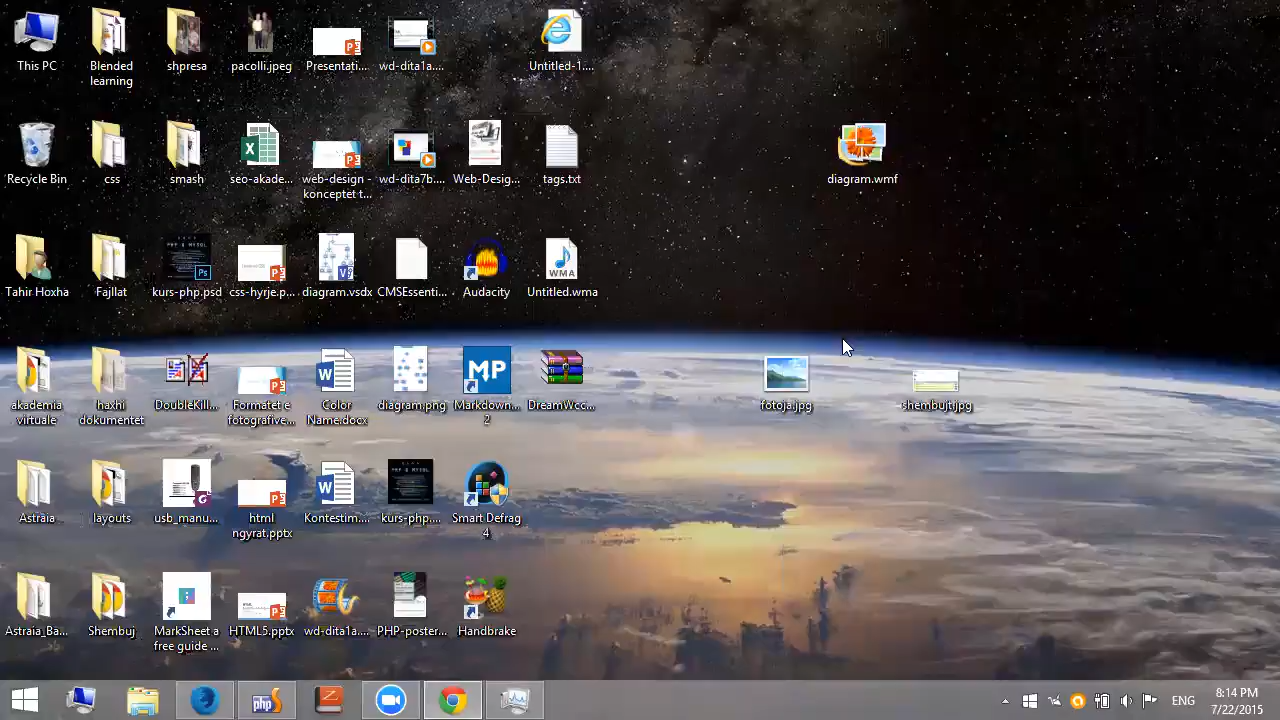 This PC
Blended
learning
shpresa
pacolli.jpeg
Presentati...
wd-dita1a....
Untitled-1....
Recycle Bin
css
smash
seo-akade...
web-design -
konceptet t...
wd-dita7b....
Web-Desig...
tags.txt
diagram.wmf
Tahir Hoxha
Fajllat
kurs-php.psd
css-hyrje.p...
diagram.vsdx
CMSEssenti...
Audacity
WMA
Untitled.wma
akademia
virtuale
haxhi
dokumentet
DoubleKill...
Formatet e
fotografive...
Color
Name.docx
diagram.png
MP
Markdown...
2
DreamWcc...
fotoja.jpg
shembujt.jpg
Astraia
layouts
usb_manu...
html
ngyrat.pptx
Kontestim....
kurs-php....
Smart Defrag
4
Astraia_Ba...
Shembuj
MarkSheet a
free guide ...
HTML5.pptx
wd-dita1a....
PHP-poster...
Handbrake
php
ENG
8:14 PM
7/22/2015